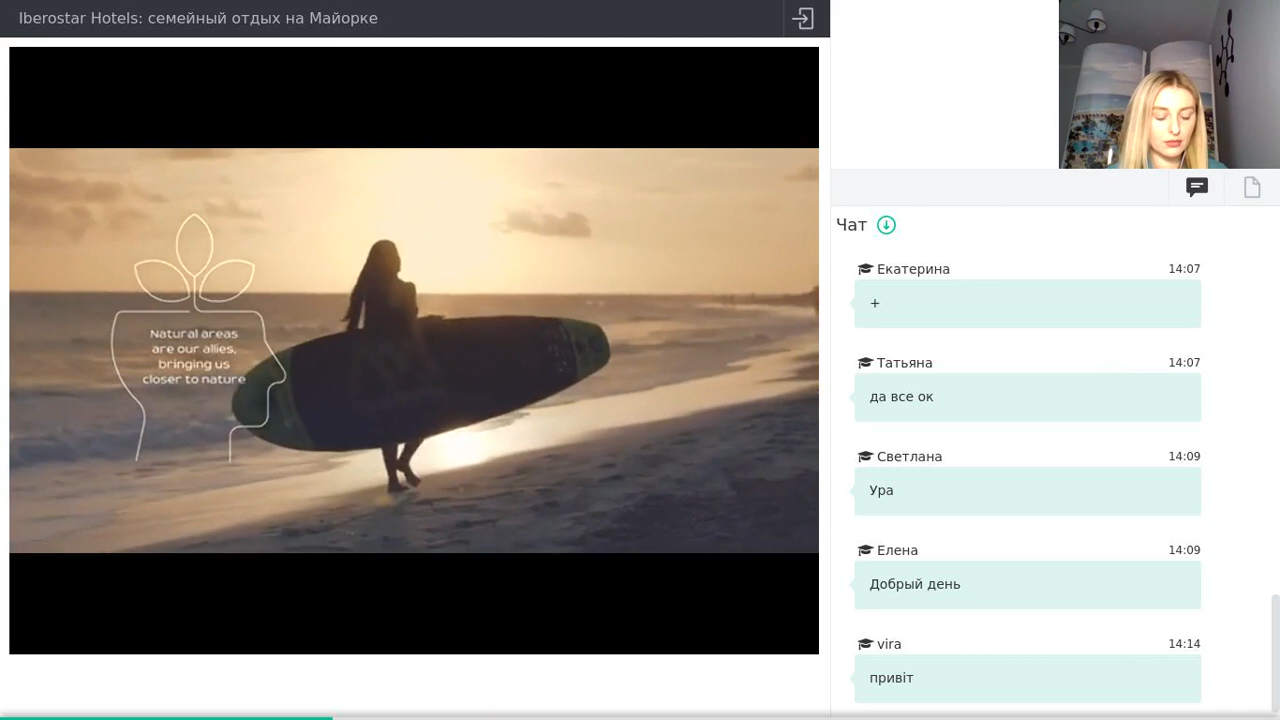 Iberostar Hotels: семейный отдых на Майорке
Natural areas
are our allies,
bringing us
closer to nature
Чат
Екатерина 14:07
+
Татьяна 14:07
да все ок
Светлана 14:09
Ура
Елена 14:09
Добрый день
vira 14:14
привіт